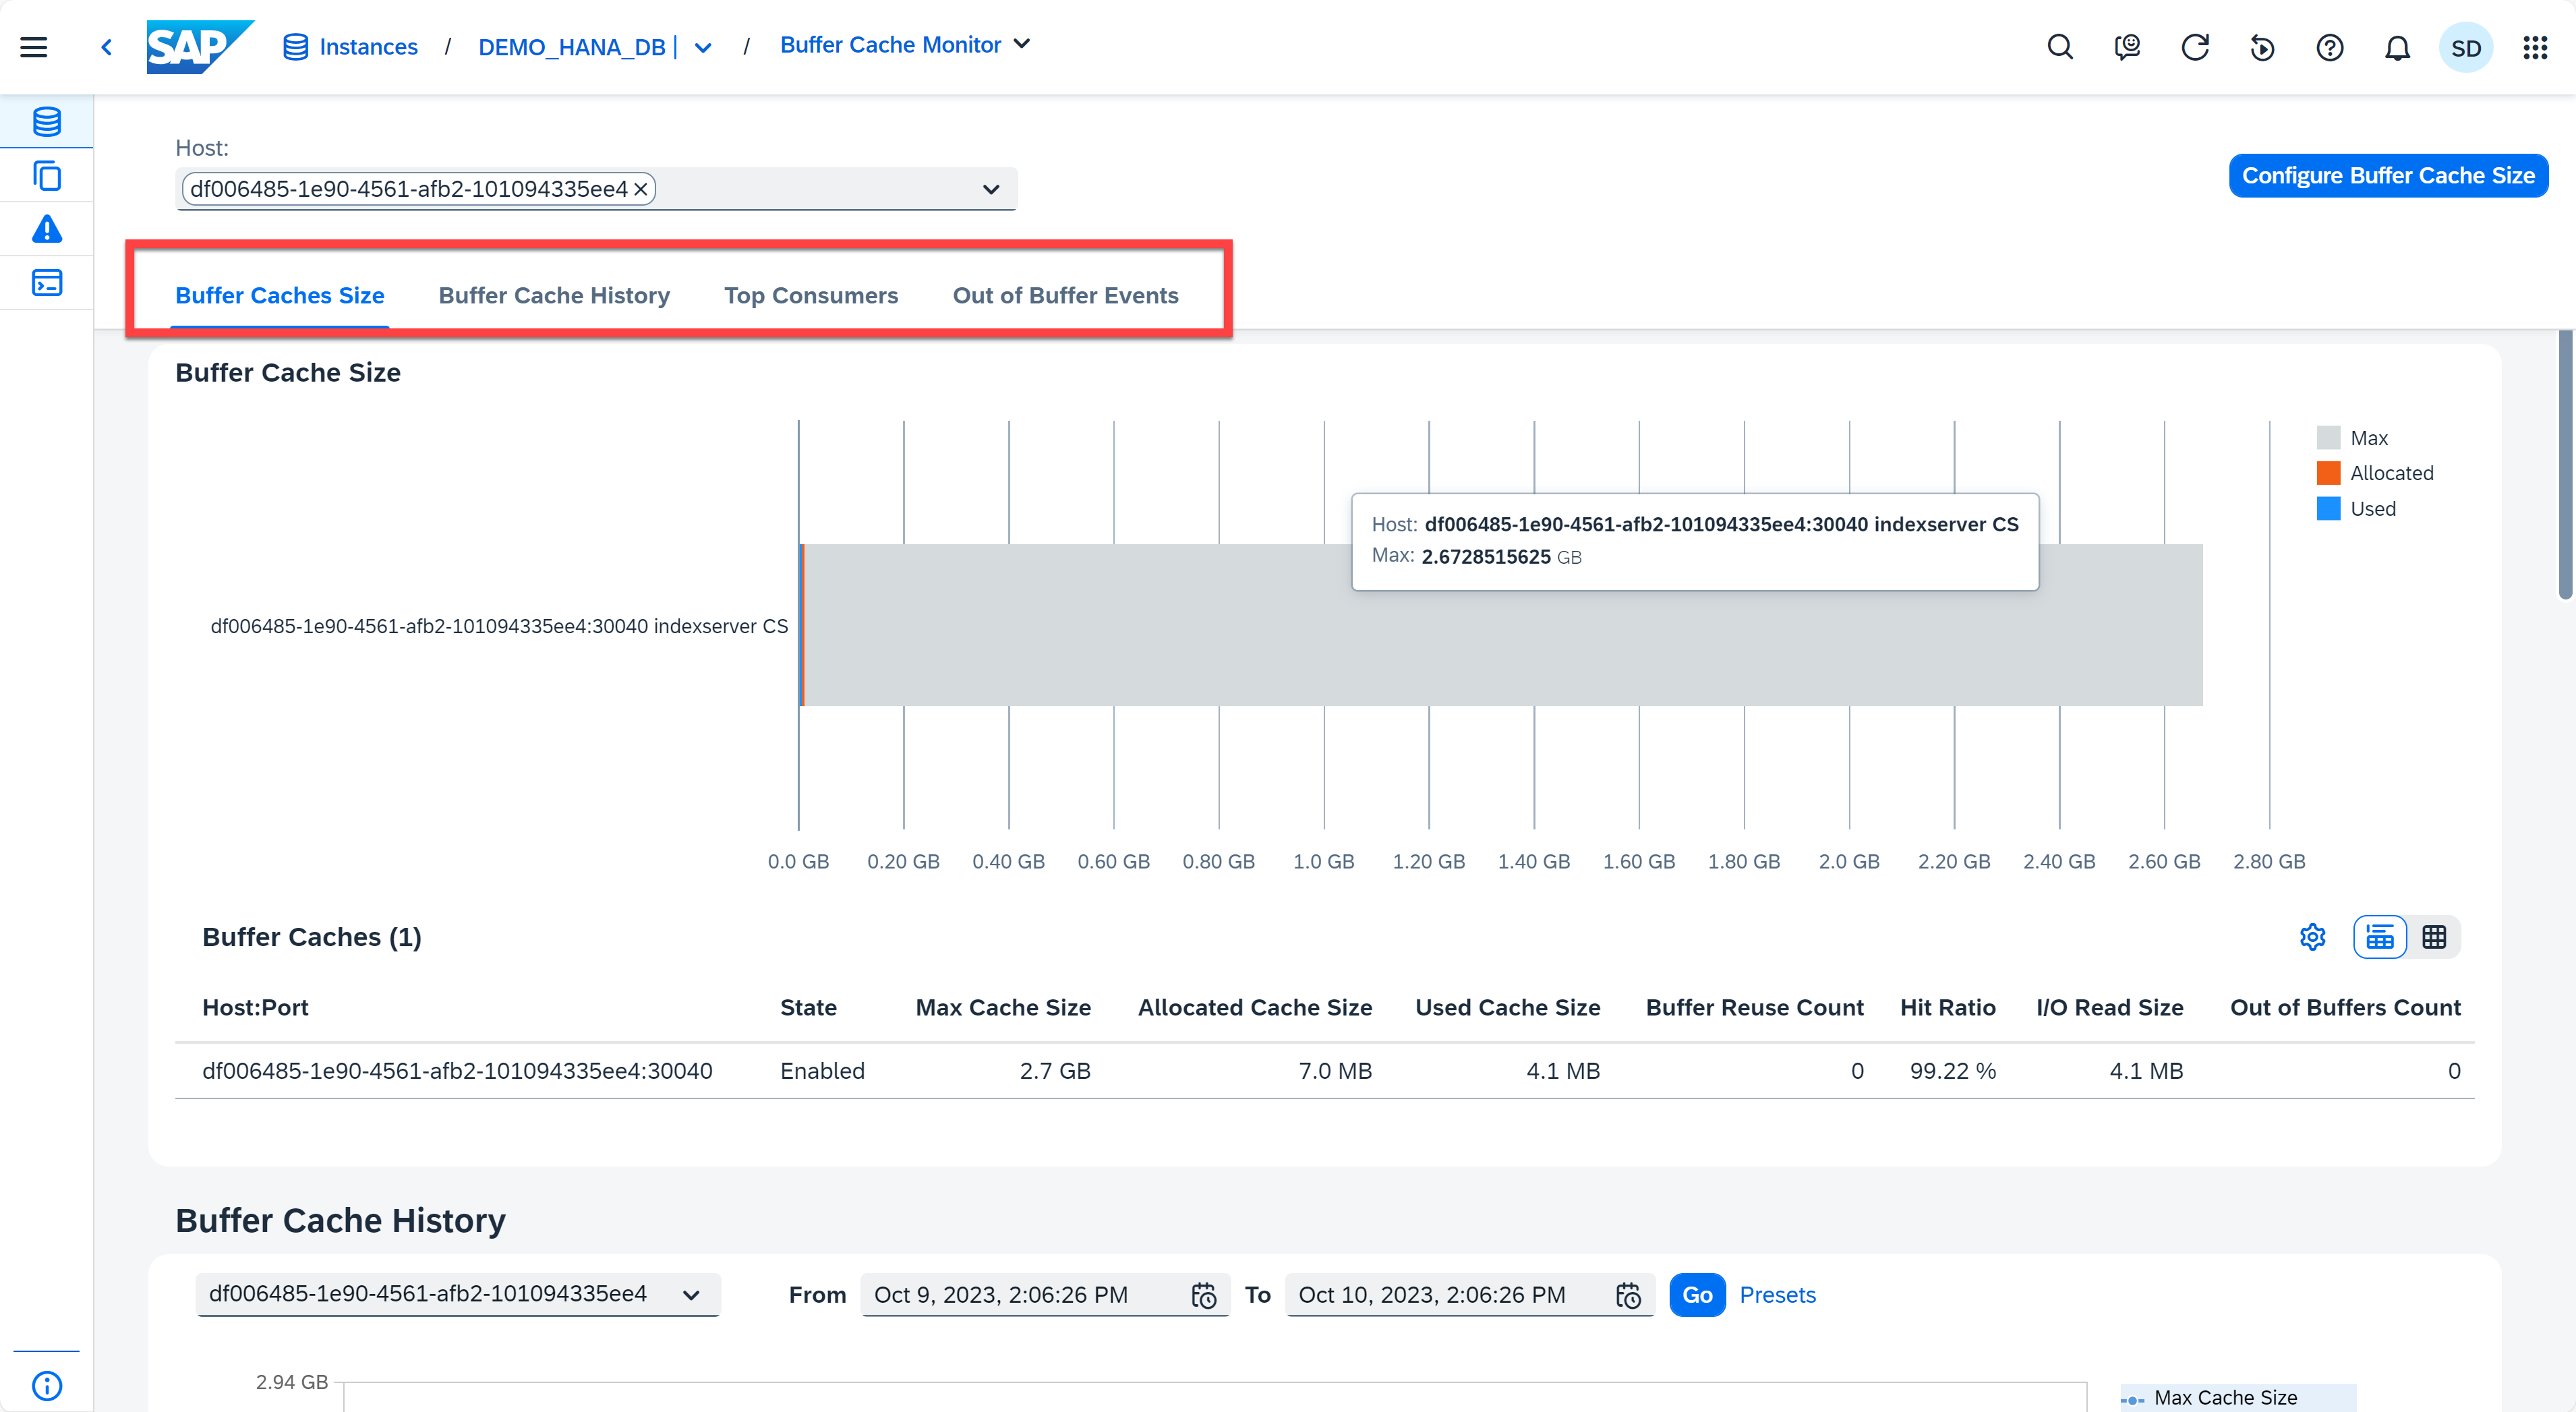 SAP Instances / DEMO_HANA_DB | / Buffer Cache Monitor SD
Host:
df006485-1e90-4561-afb2-101094335ee4
Configure Buffer Cache Size
Buffer Caches Size Buffer Cache History Top Consumers Out of Buffer Events
Buffer Cache Size
Max
Allocated
Used
Host: df006485-1e90-4561-afb2-101094335ee4:30040 indexserver CS
Max: 2.6728515625 GB
df006485-1e90-4561-afb2-101094335ee4:30040 indexserver CS
0.0 GB 0.20 GB 0.40 GB 0.60 GB 0.80 GB 1.0 GB 1.20 GB 1.40 GB 1.60 GB 1.80 GB 2.0 GB 2.20 GB 2.40 GB 2.60 GB 2.80 GB
Buffer Caches (1)
Host:Port State Max Cache Size Allocated Cache Size Used Cache Size Buffer Reuse Count Hit Ratio I/O Read Size Out of Buffers Count
df006485-1e90-4561-afb2-101094335ee4:30040 Enabled 2.7 GB 7.0 MB 4.1 MB 0 99.22 % 4.1 MB 0
Buffer Cache History
df006485-1e90-4561-afb2-101094335ee4 From Oct 9, 2023, 2:06:26 PM To Oct 10, 2023, 2:06:26 PM Go Presets
2.94 GB
Max Cache Size